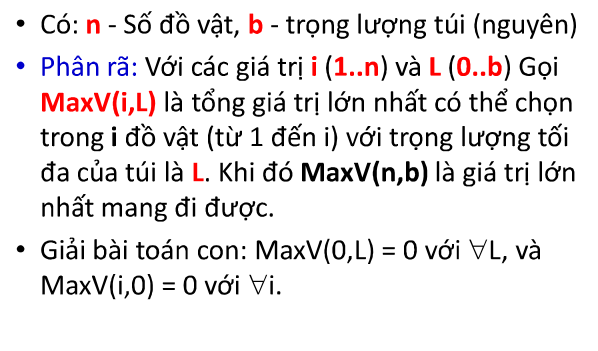 • Có: n - Số đồ vật, b - trọng lượng túi (nguyên)
• Phân rã: Với các giá trị i (1..n) và L (0..b) Gọi
MaxV(i,L) là tổng giá trị lớn nhất có thể chọn
trong i đồ vật (từ 1 đến i) với trọng lượng tối
đa của túi là L. Khi đó MaxV(n,b) là giá trị lớn
nhất mang đi được.
• Giải bài toán con: MaxV(0,L) = 0 với ∀L, và
MaxV(i,0) = 0 với ∀i.